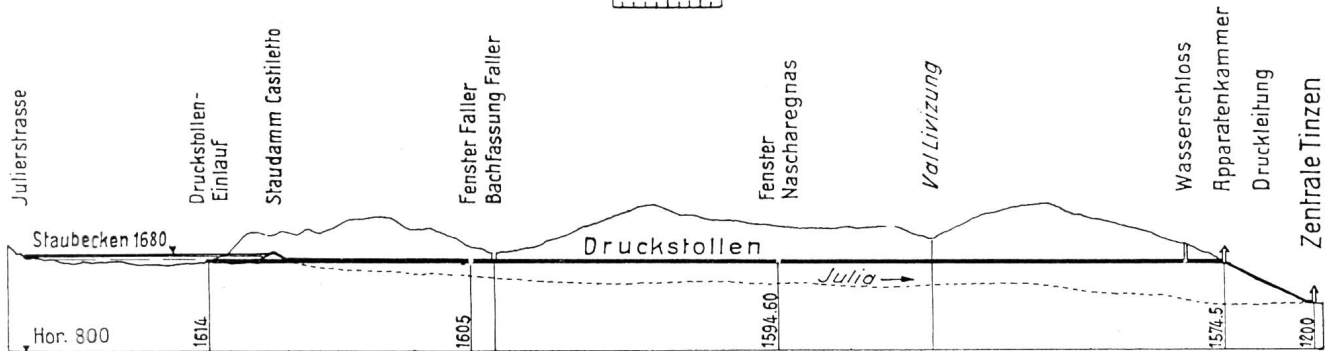 Julierstrasse
Druckstollen-
Einlauf
Staudamm Castiletto
Fenster Faller
Bachfassung Faller
Fenster
Nascharegnas
Val Livizung
Wasserschloss
Apparatenkammer
Druckleitung
Zentrale Tinzen
Staubecken 1680
Druckstollen
Julia
Hor. 800
1614
1605
1594.60
1574.5
1200